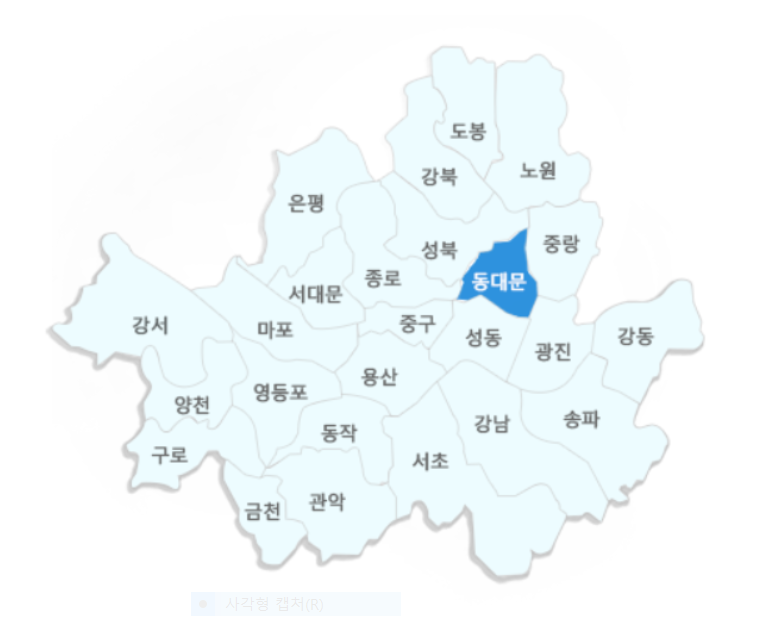 도봉
노원
강북
은평
성북
중랑
종로
동대문
서대문
강서
마포
중구
성동
강동
광진
용산
영등포
양천
송파
강남
동작
구로
서초
관악
금천
사각형 캡처(R)